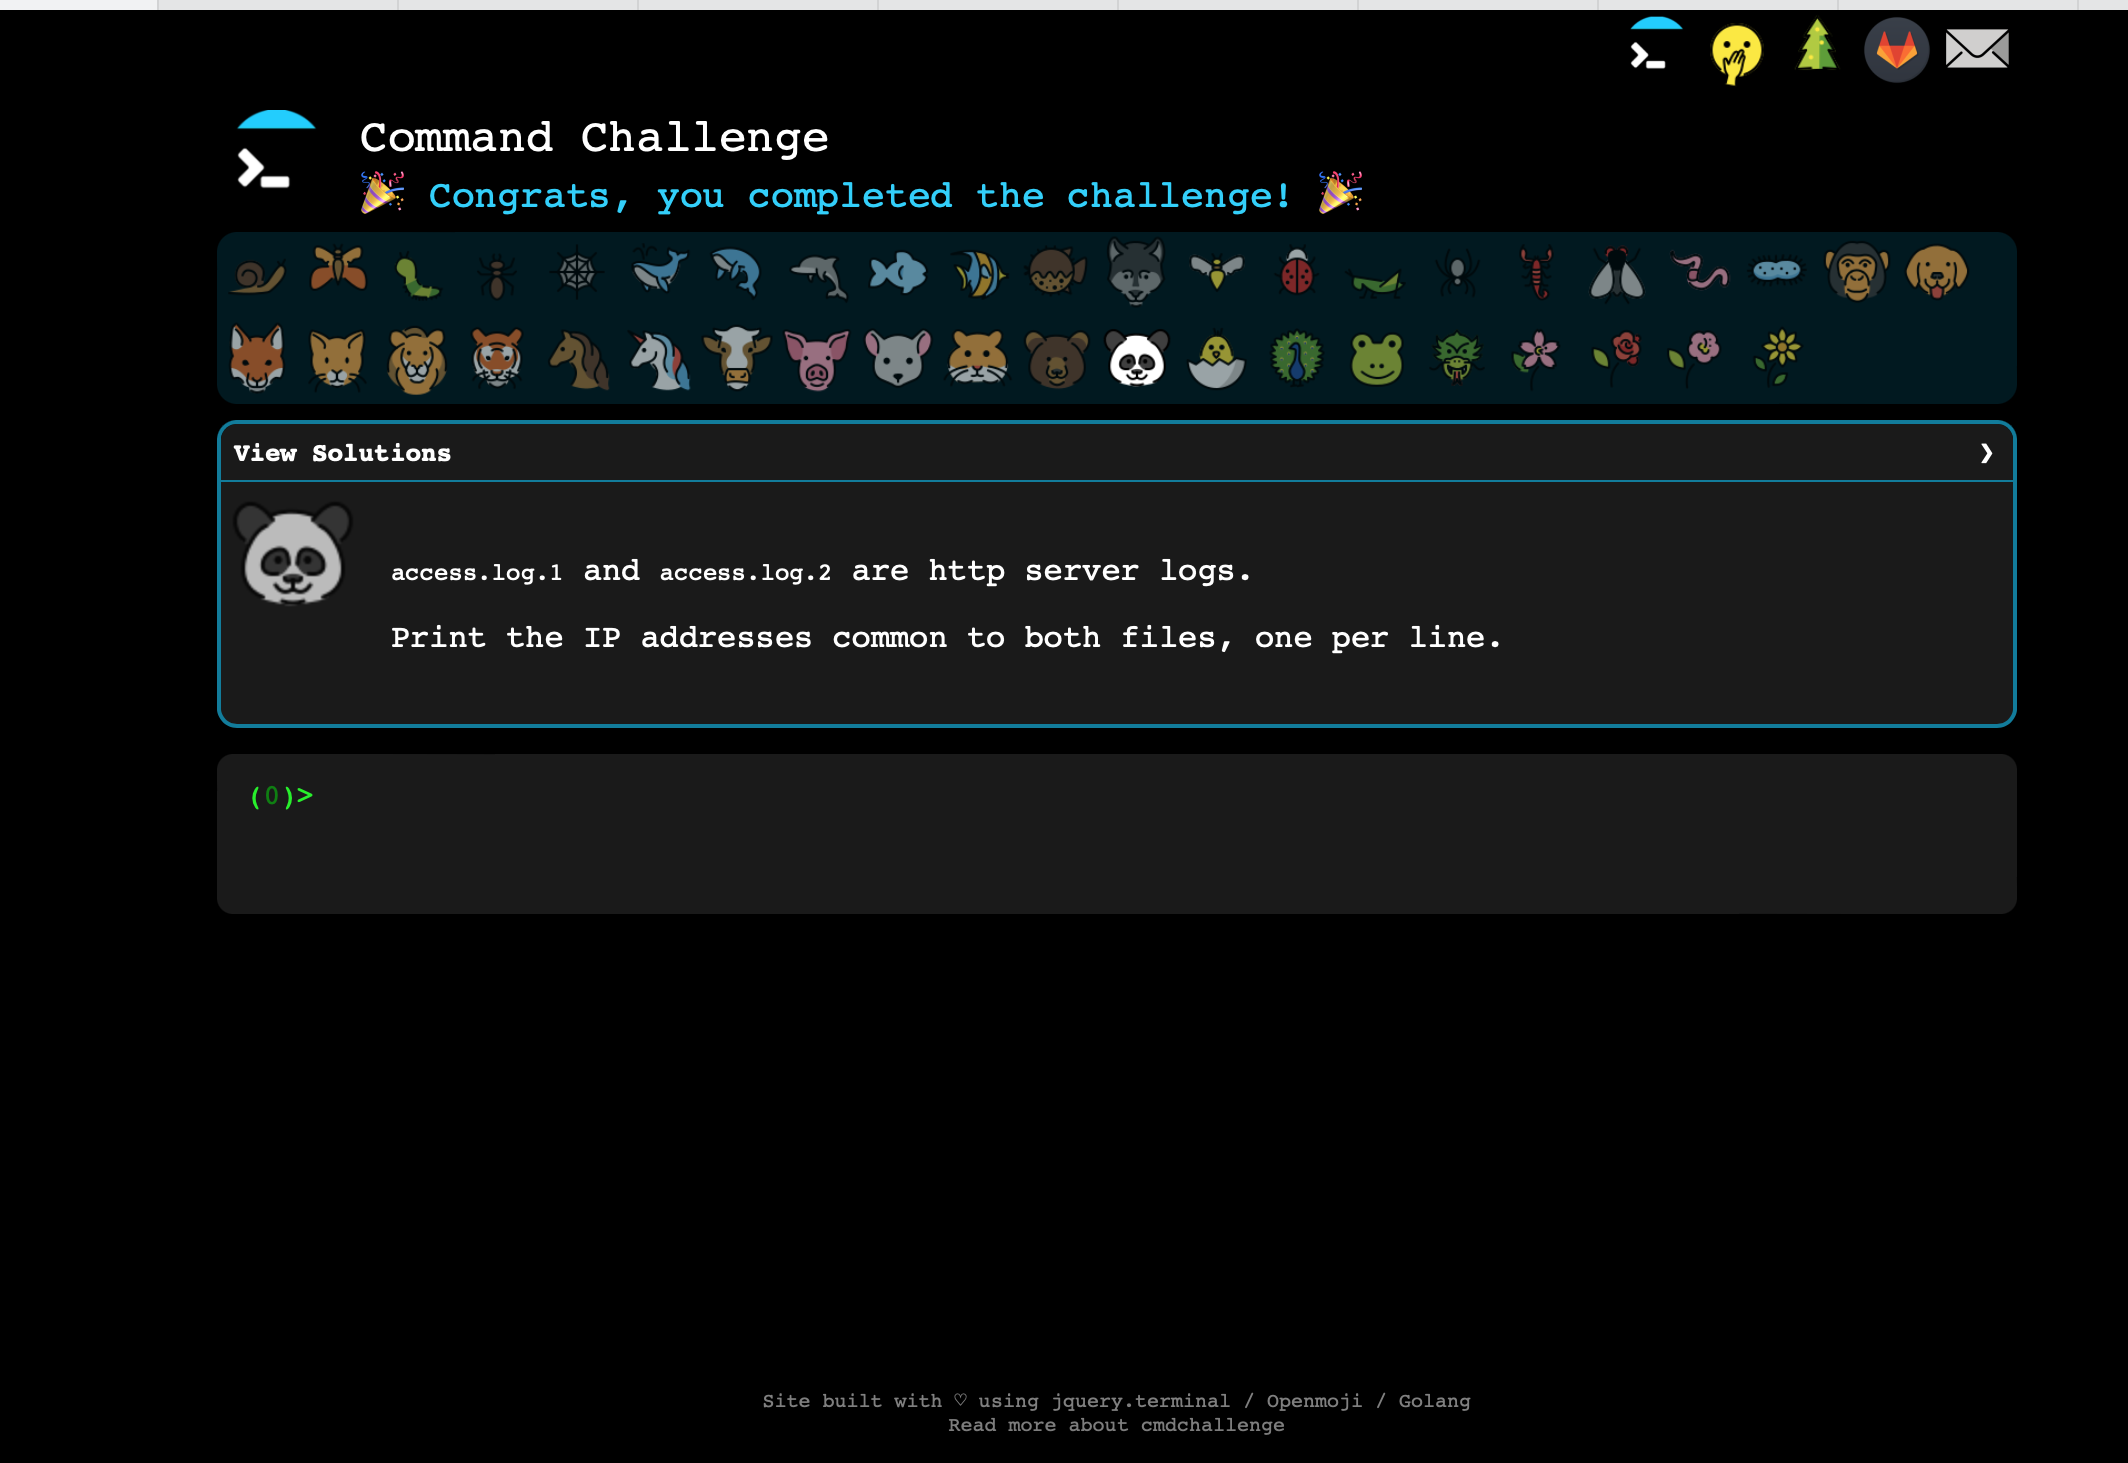 Command Challenge
🎉 Congrats, you completed the challenge! 🎉
View Solutions ❯
access.log.1 and access.log.2 are http server logs.
Print the IP addresses common to both files, one per line.
(0)>
Site built with ♡ using jquery.terminal / Openmoji / Golang
Read more about cmdchallenge